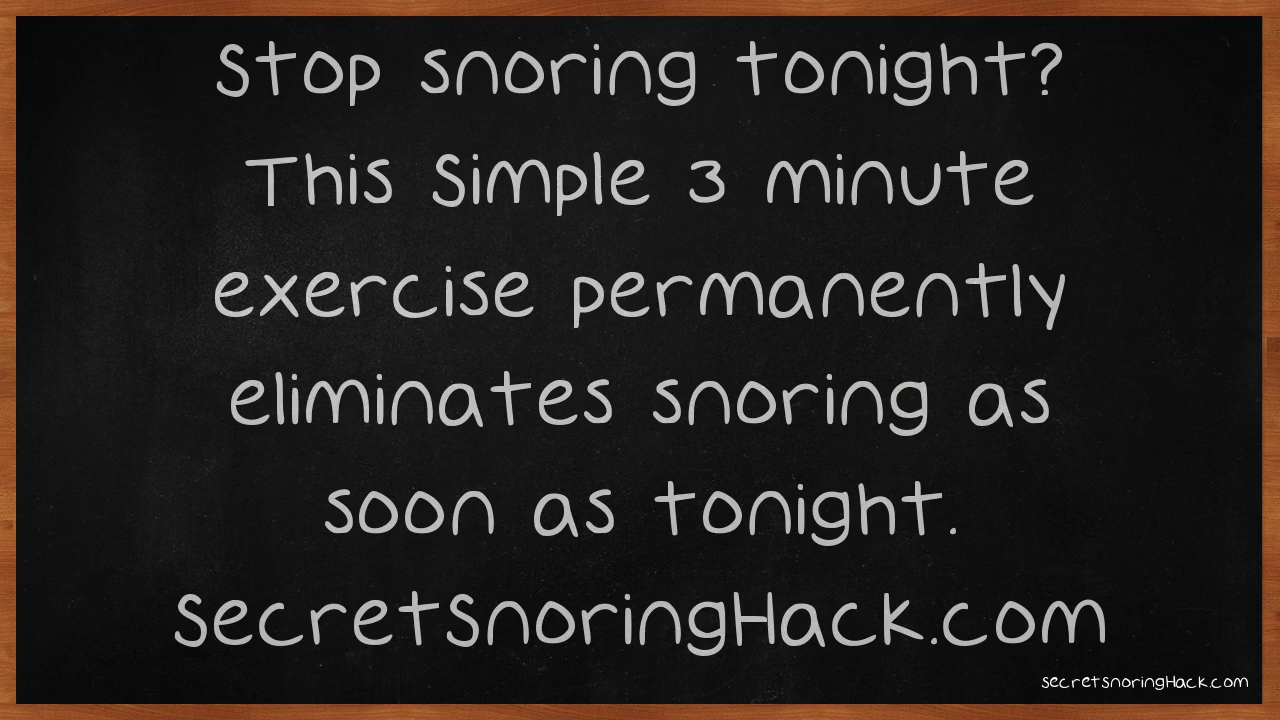 Stop snoring tonight?
This Simple 3 minute
exercise permanently
eliminates snoring as
soon as tonight.
SecretSnoringHack.com
secretsnoringHack.com